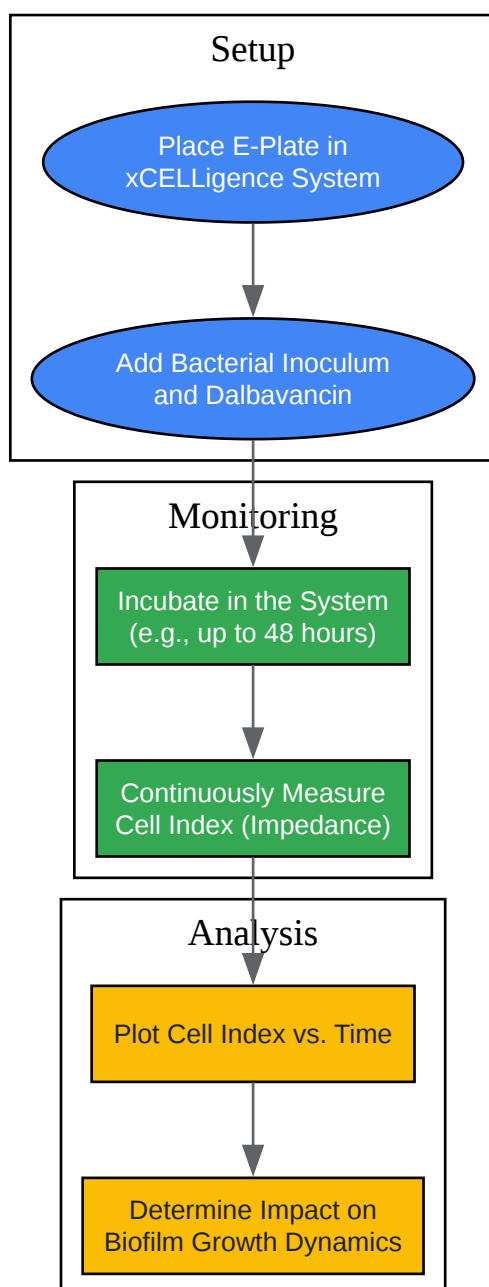 Setup
Place E-Plate in
xCELLigence System
Add Bacterial Inoculum
and Dalbavancin
Monitoring
Incubate in the System
(e.g., up to 48 hours)
Continuously Measure
Cell Index (Impedance)
Analysis
Plot Cell Index vs. Time
Determine Impact on
Biofilm Growth Dynamics